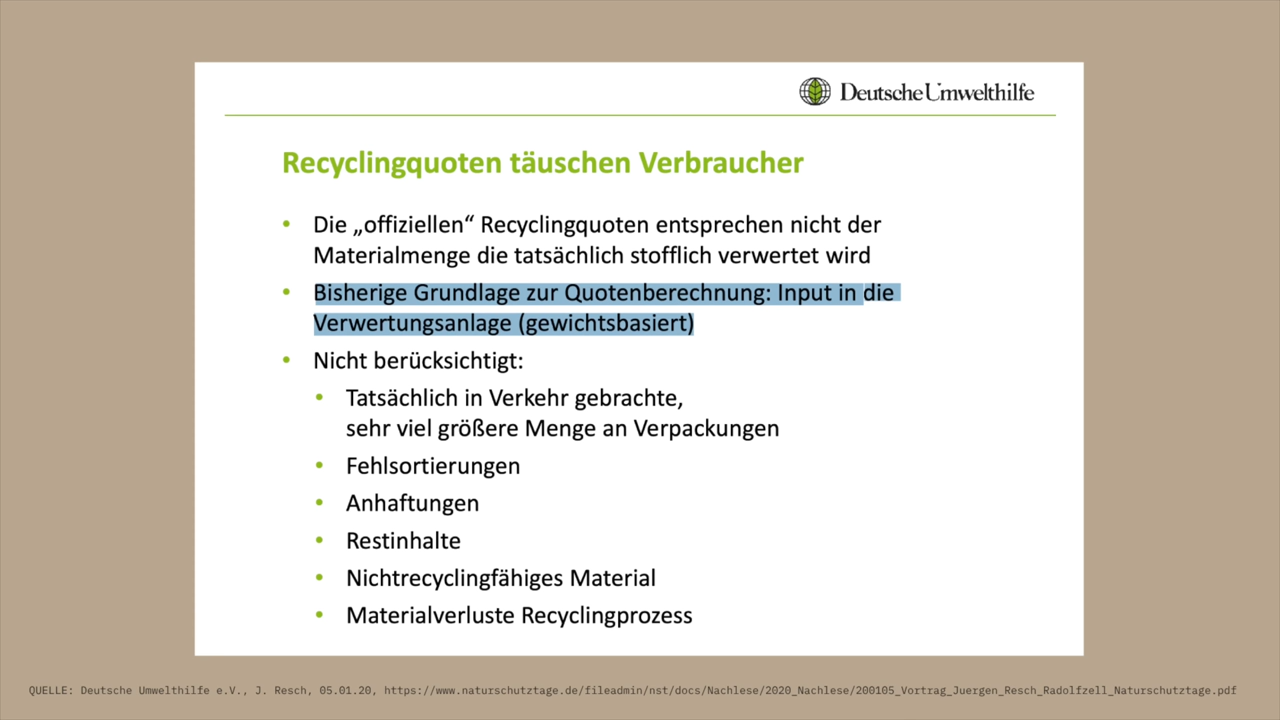 Deutsche Umwelthilfe
Recyclingquoten täuschen Verbraucher
• Die „offiziellen“ Recyclingquoten entsprechen nicht der
Materialmenge die tatsächlich stofflich verwertet wird
• Bisherige Grundlage zur Quotenberechnung: Input in die
Verwertungsanlage (gewichtsbasiert)
• Nicht berücksichtigt:
• Tatsächlich in Verkehr gebrachte,
sehr viel größere Menge an Verpackungen
• Fehlsortierungen
• Anhaftungen
• Restinhalte
• Nichtrecyclingfähiges Material
• Materialverluste Recyclingprozess
QUELLE: Deutsche Umwelthilfe e.V., J. Resch, 05.01.20, https://www.naturschutztage.de/fileadmin/nst/docs/Nachlese/2020_Nachlese/200105_Vortrag_Juergen_Resch_Radolfzell_Naturschutztage.pdf